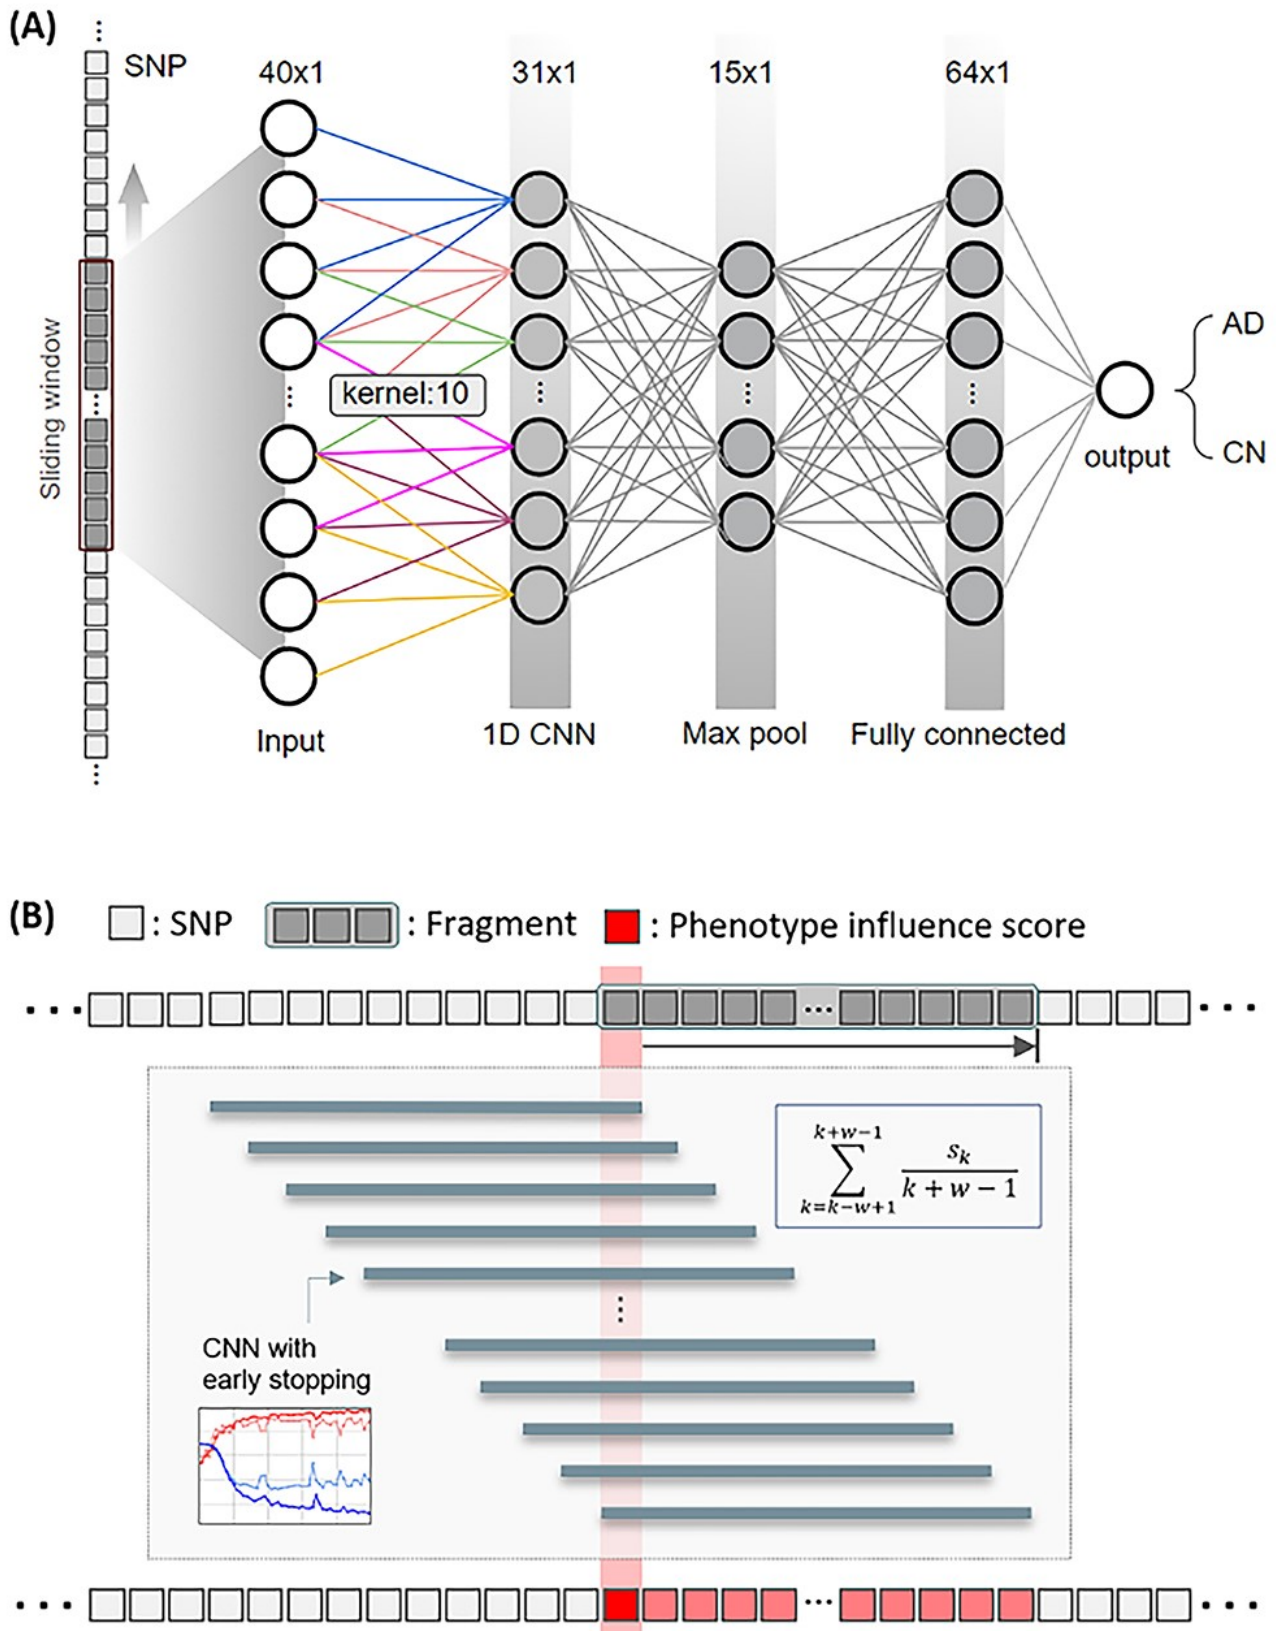 (A)
SNP
40x1
31x1
15x1
64x1
Sliding window
kernel:10
AD
CN
output
Input
1D CNN
Max pool
Fully connected
(B)
: SNP
: Fragment
: Phenotype influence score
k+w−1
∑ sₖ / k + w − 1
k=k−w+1
CNN with
early stopping